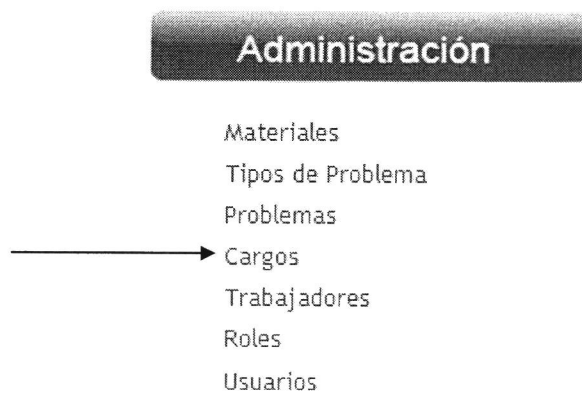 Administración
Materiales
Tipos de Problema
Problemas
Cargos
Trabajadores
Roles
Usuarios